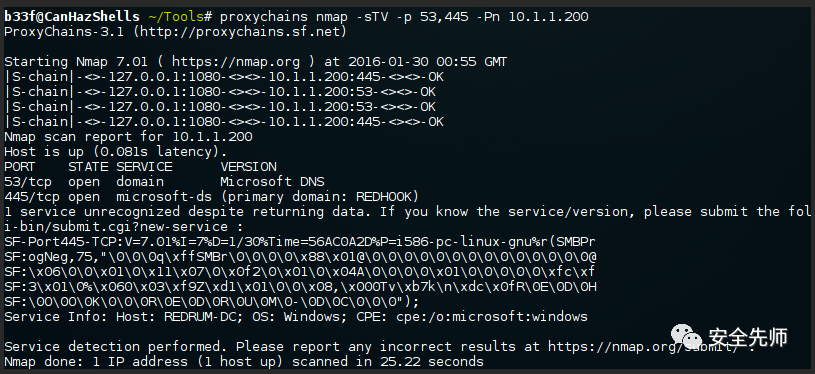 b33f@CanHazShells ~/Tools# proxychains nmap -sTV -p 53,445 -Pn 10.1.1.200
ProxyChains-3.1 (http://proxychains.sf.net)
Starting Nmap 7.01 ( https://nmap.org ) at 2016-01-30 00:55 GMT
|S-chain|-<>-127.0.0.1:1080-<><>-10.1.1.200:445-<><>-OK
|S-chain|-<>-127.0.0.1:1080-<><>-10.1.1.200:53-<><>-OK
|S-chain|-<>-127.0.0.1:1080-<><>-10.1.1.200:53-<><>-OK
|S-chain|-<>-127.0.0.1:1080-<><>-10.1.1.200:445-<><>-OK
Nmap scan report for 10.1.1.200
Host is up (0.081s latency).
PORT STATE SERVICE VERSION
53/tcp open domain Microsoft DNS
445/tcp open microsoft-ds (primary domain: REDHOOK)
1 service unrecognized despite returning data. If you know the service/version, please submit the fol
i-bin/submit.cgi?new-service :
SF-Port445-TCP:V=7.01%I=7%D=1/30%Time=56AC0A2D%P=i586-pc-linux-gnu%r(SMBPr
SF:ogNeg,75,"\0\0\0q\xffSMBr\0\0\0\0\x88\x01@\0\0\0\0\0\0\0\0\0\0\0\0\0\0@
SF:\x06\0\0\x01\0\x11\x07\0\x0f2\0\x01\0\x04A\0\0\0\0\x01\0\0\0\0\0\xfc\xf
SF:3\x01\0%\x060\x03\xf9Z\xd1\x01\0\0\x08,\x000Tv\xb7k\n\xdc\x0fR\0E\0D\0H
SF:\0O\0O\0K\0\0\0R\0E\0D\0R\0U\0M\0-\0D\0C\0\0\0");
Service Info: Host: REDRUM-DC; OS: Windows; CPE: cpe:/o:microsoft:windows
Service detection performed. Please report any incorrect results at https://nmap.org/submit/ .
Nmap done: 1 IP address (1 host up) scanned in 25.22 seconds
安全先师